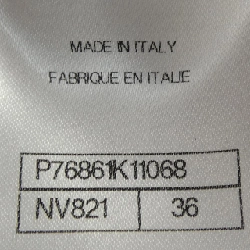 MADE IN ITALY
FABRIQUE EN ITALIE
P76861K11068
NV821 36